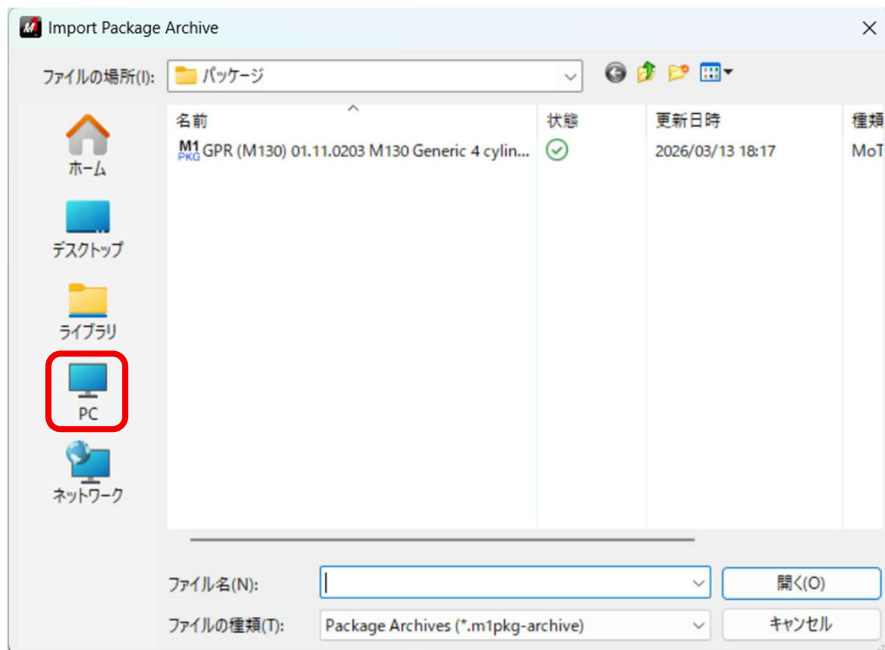 Import Package Archive
ファイルの場所(I):
パッケージ
名前
状態
更新日時
種類
M1 PKG GPR (M130) 01.11.0203 M130 Generic 4 cylin...
2026/03/13 18:17
MoT
ホーム
デスクトップ
ライブラリ
PC
ネットワーク
ファイル名(N):
開く(O)
ファイルの種類(T):
Package Archives (*.m1pkg-archive)
キャンセル